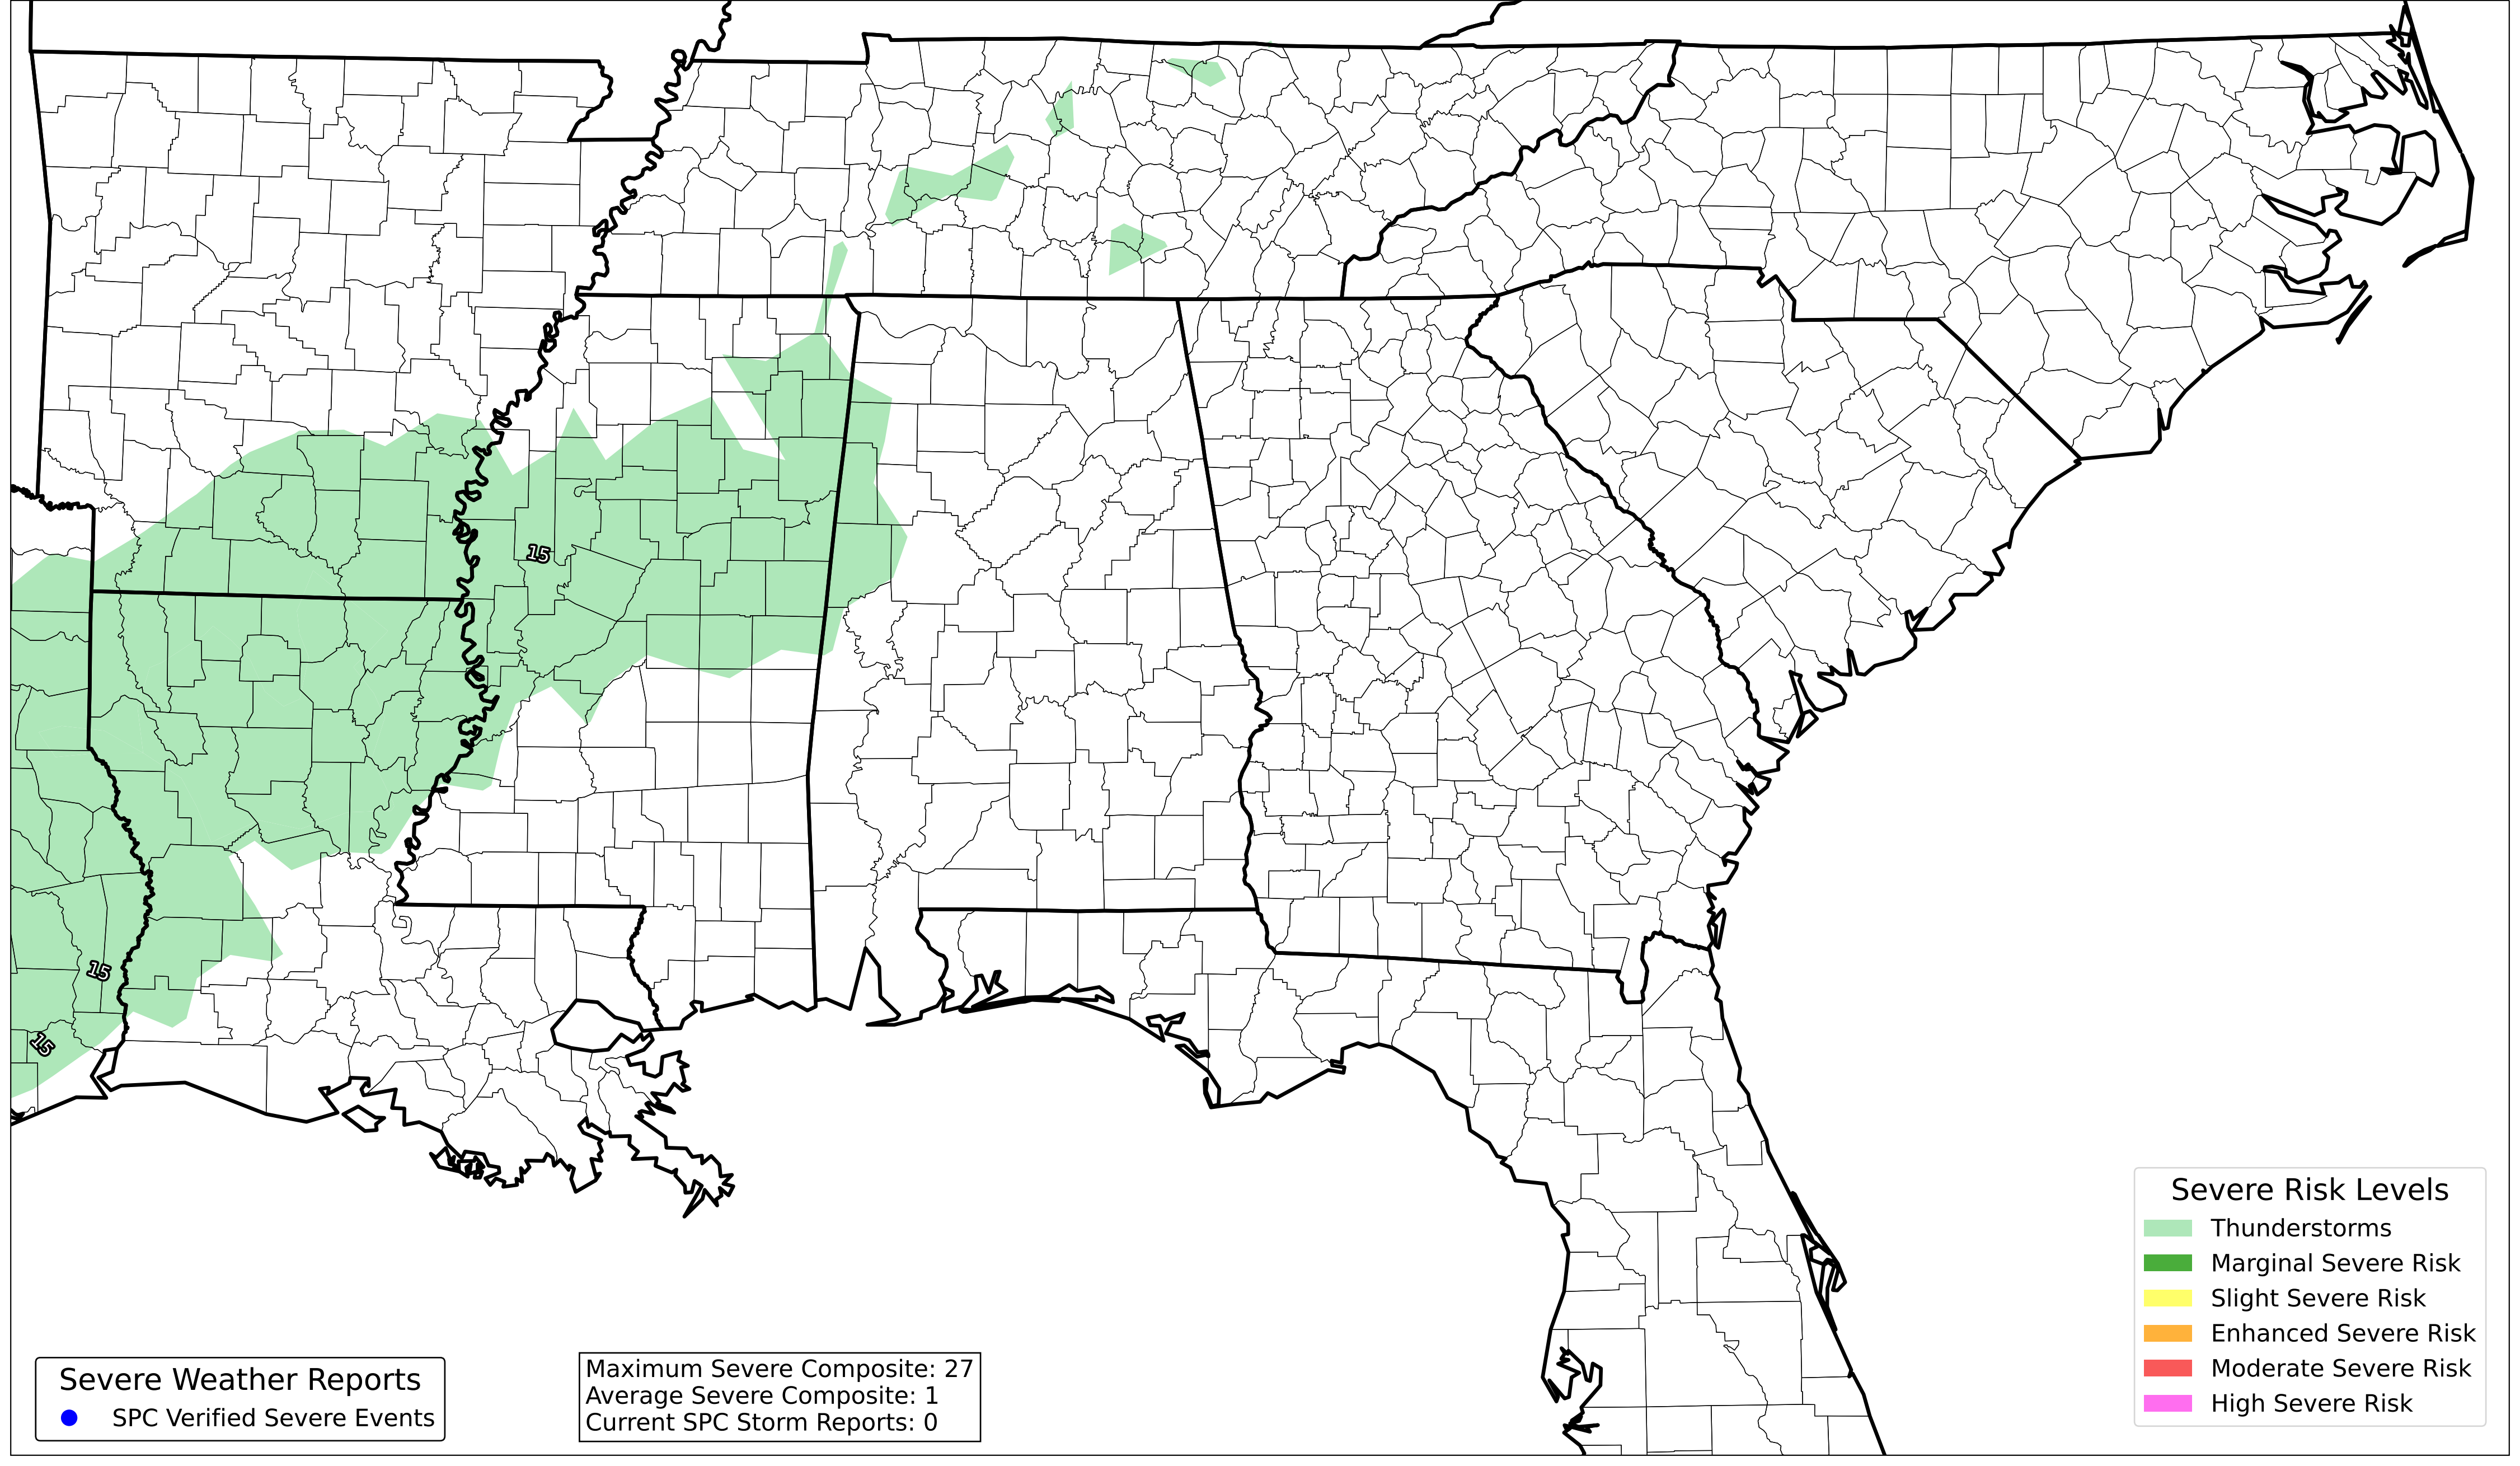 15
15
15
Severe Risk Levels
Thunderstorms
Marginal Severe Risk
Slight Severe Risk
Enhanced Severe Risk
Moderate Severe Risk
High Severe Risk
Severe Weather Reports
SPC Verified Severe Events
Maximum Severe Composite: 27
Average Severe Composite: 1
Current SPC Storm Reports: 0